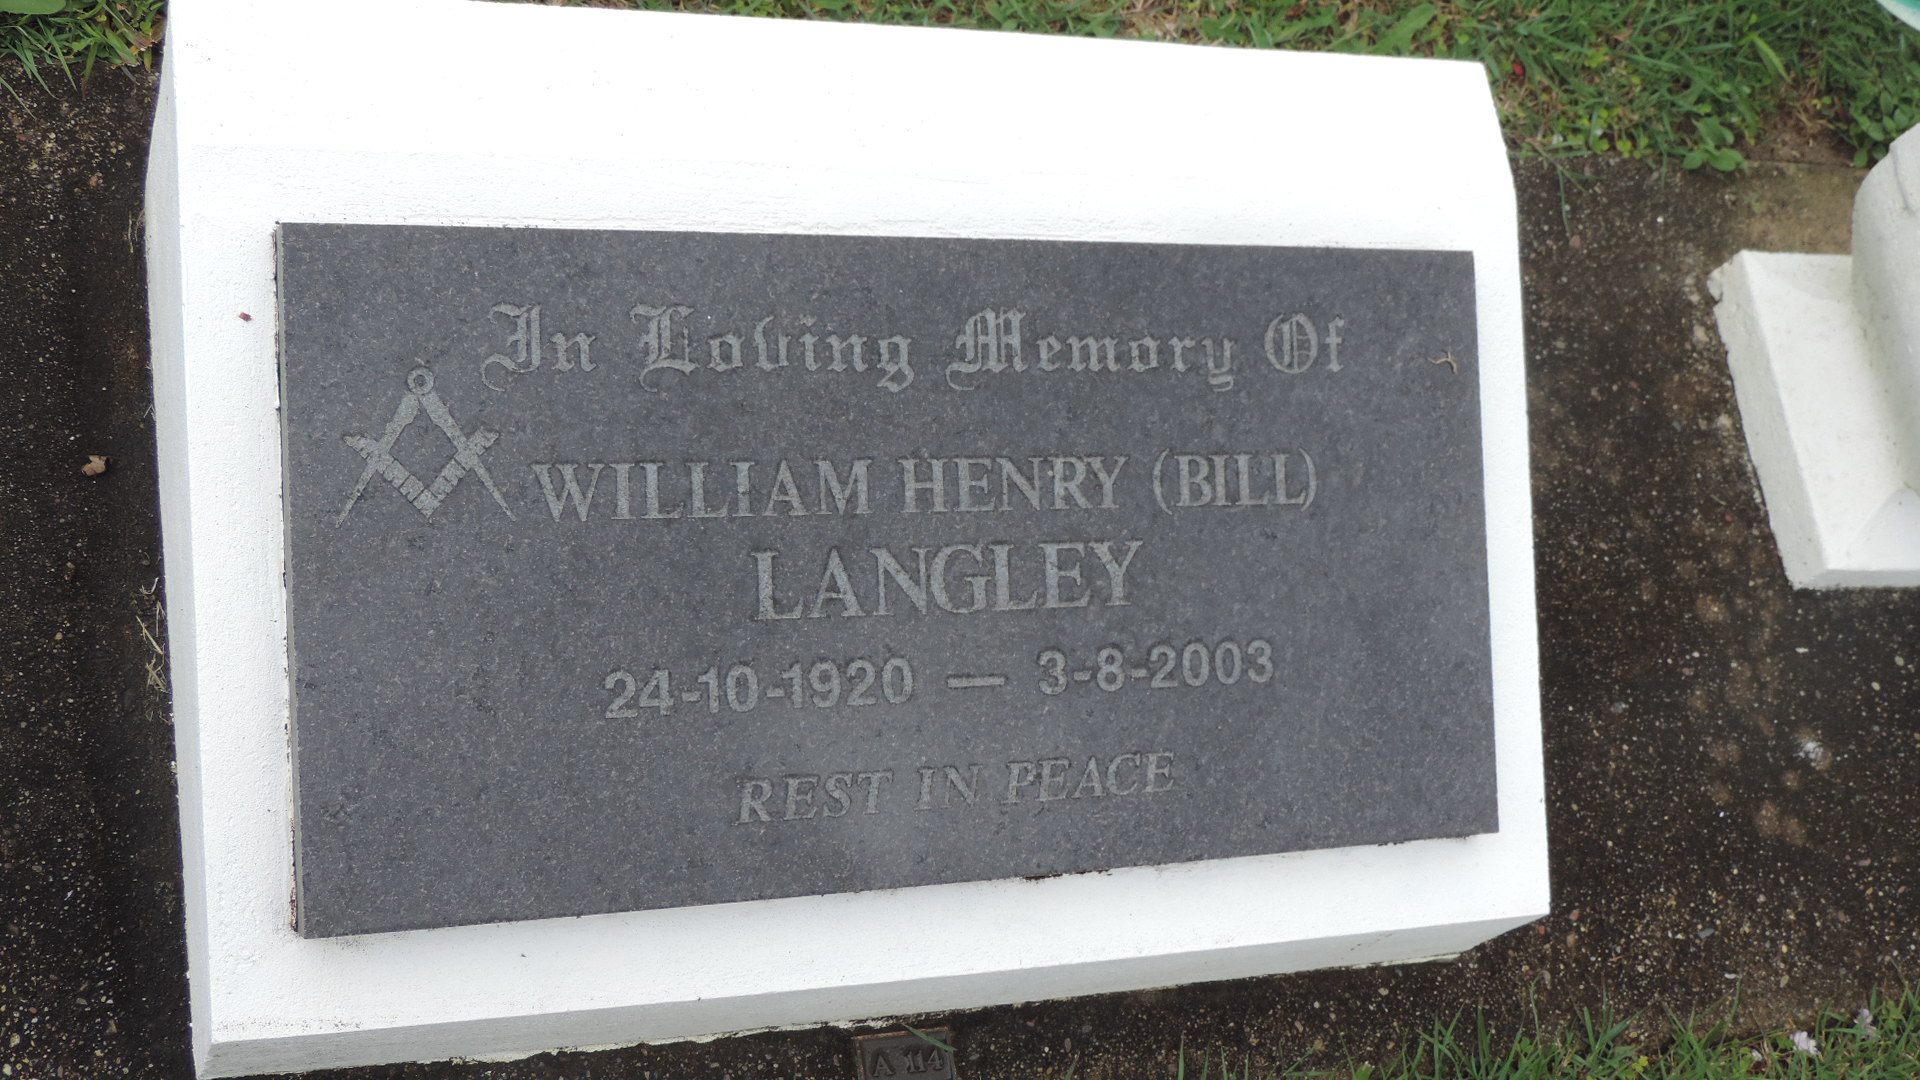 In Loving Memory Of
WILLIAM HENRY (BILL)
LANGLEY
24-10-1920 — 3-8-2003
REST IN PEACE
A 114